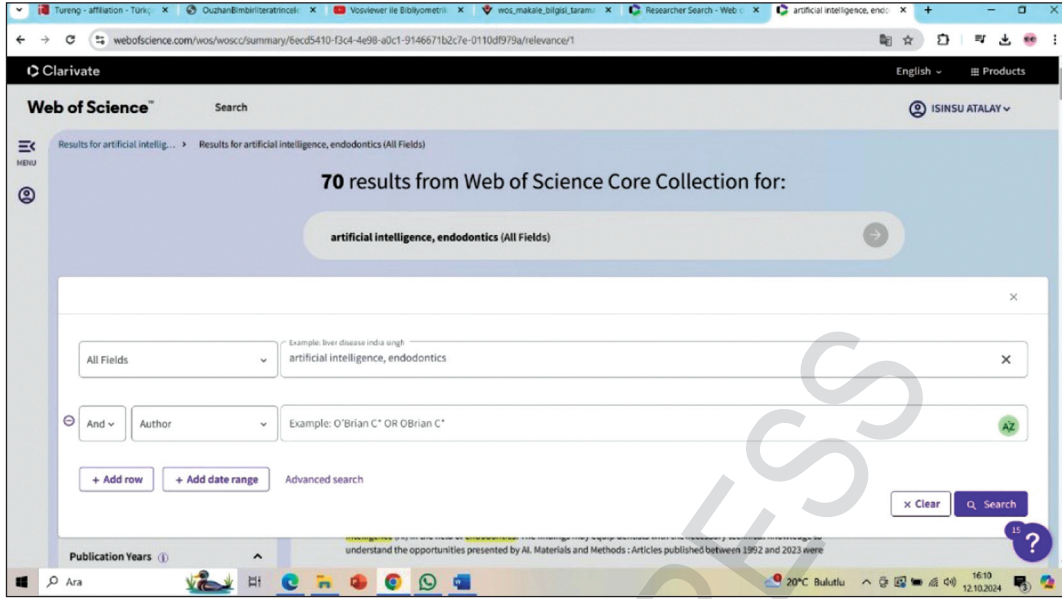 Tureng - affiliation - Türkç
OuzhanBimbirliteratrincele
Vosviewer ile Bibliyometrik
wos_makale_bilgisi_tarama
Researcher Search - Web o
artificial intelligence, endo
webofscience.com/wos/woscc/summary/6ecd5410-f3c4-4e98-a0c1-9146671b2c7e-0110df979a/relevance/1
Clarivate
English
Products
Web of Science™
Search
ISINSU ATALAY
MENU
Results for artificial intellig... > Results for artificial intelligence, endodontics (All Fields)
70 results from Web of Science Core Collection for:
artificial intelligence, endodontics (All Fields)
All Fields
Example: liver disease india singh
artificial intelligence, endodontics
And
Author
Example: O'Brian C* OR OBrian C*
AZ
+ Add row
+ Add date range
Advanced search
× Clear
Search
15
?
Publication Years
understand the opportunities presented by AI. Materials and Methods : Articles published between 1992 and 2023 were
Ara
20°C Bulutlu
16:10
12.10.2024
PRESS